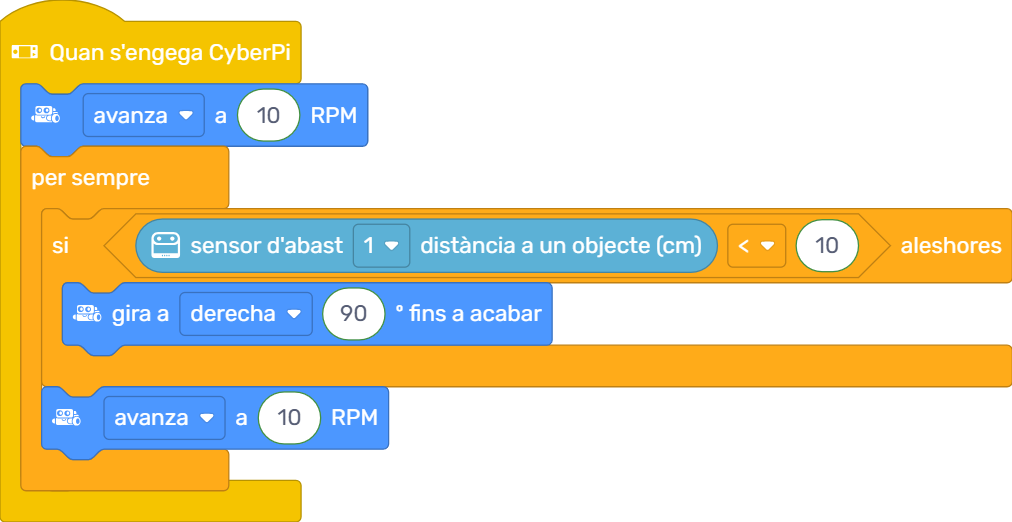 Quan s'engega CyberPi
avanza a 10 RPM
per sempre
si sensor d'abast 1 distància a un objecte (cm) < 10 aleshores
gira a derecha 90 ° fins a acabar
avanza a 10 RPM